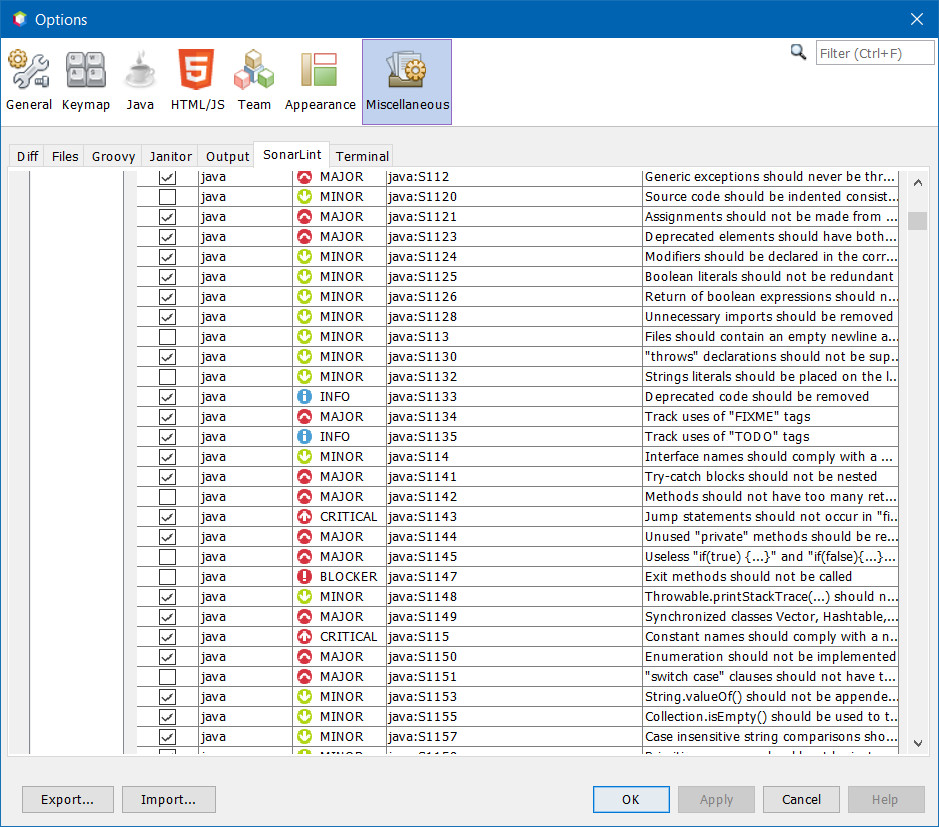 Options
Filter (Ctrl+F)
General Keymap Java HTML/JS Team Appearance Miscellaneous
Diff Files Groovy Janitor Output SonarLint Terminal
java MAJOR java:S112 Generic exceptions should never be thr...
java MINOR java:S1120 Source code should be indented consist...
java MAJOR java:S1121 Assignments should not be made from ...
java MAJOR java:S1123 Deprecated elements should have both...
java MINOR java:S1124 Modifiers should be declared in the corr...
java MINOR java:S1125 Boolean literals should not be redundant
java MINOR java:S1126 Return of boolean expressions should n...
java MINOR java:S1128 Unnecessary imports should be removed
java MINOR java:S113 Files should contain an empty newline a...
java MINOR java:S1130 "throws" declarations should not be sup...
java MINOR java:S1132 Strings literals should be placed on the l...
java INFO java:S1133 Deprecated code should be removed
java MAJOR java:S1134 Track uses of "FIXME" tags
java INFO java:S1135 Track uses of "TODO" tags
java MINOR java:S114 Interface names should comply with a ...
java MAJOR java:S1141 Try-catch blocks should not be nested
java MAJOR java:S1142 Methods should not have too many ret...
java CRITICAL java:S1143 Jump statements should not occur in "fi...
java MAJOR java:S1144 Unused "private" methods should be re...
java MAJOR java:S1145 Useless "if(true) {...}" and "if(false){...}...
java BLOCKER java:S1147 Exit methods should not be called
java MINOR java:S1148 Throwable.printStackTrace(...) should n...
java MAJOR java:S1149 Synchronized classes Vector, Hashtable,...
java CRITICAL java:S115 Constant names should comply with a n...
java MAJOR java:S1150 Enumeration should not be implemented
java MAJOR java:S1151 "switch case" clauses should not have t...
java MINOR java:S1153 String.valueOf() should not be appende...
java MINOR java:S1155 Collection.isEmpty() should be used to t...
java MINOR java:S1157 Case insensitive string comparisons sho...
Export... Import... OK Apply Cancel Help